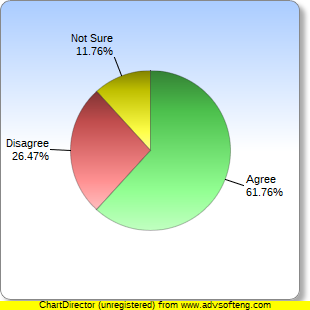 Not Sure
11.76%
Disagree
26.47%
Agree
61.76%
ChartDirector (unregistered) from www.advsofteng.com